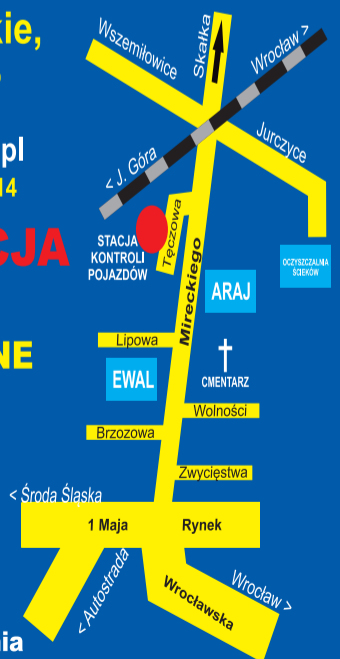 kie,
pl
14
CJA
NE
nia
Skałka
Wszemiłowice
Wrocław >
Jurczyce
< J. Góra
Tęczowa
STACJA
KONTROLI
POJAZDÓW
OCZYSZCZALNIA
ŚCIEKÓW
Mireckiego
ARAJ
Lipowa
EWAL
CMENTARZ
Wolności
Brzozowa
Zwycięstwa
< Środa Śląska
1 Maja
Rynek
< Autostrada
Wrocławska
Wrocław >